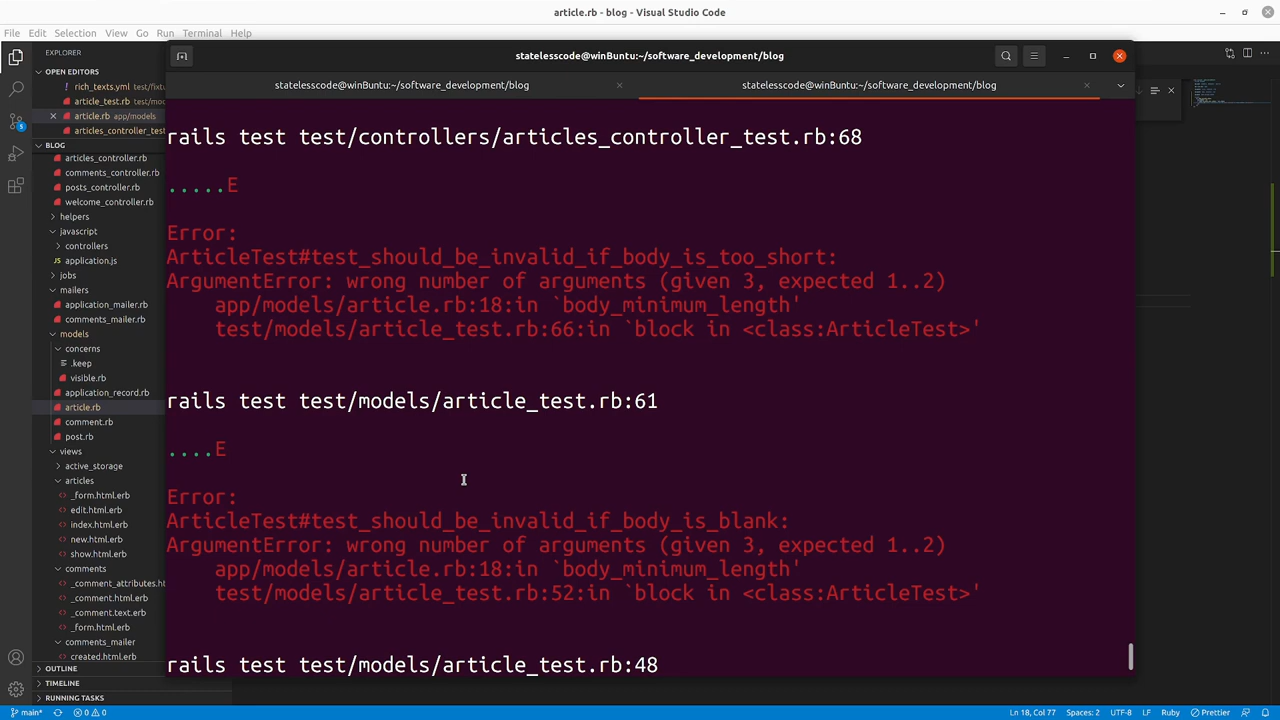 article.rb - blog - Visual Studio Code
File Edit Selection View Go Run Terminal Help
EXPLORER
OPEN EDITORS
rich_texts.yml test/fixtu
article_test.rb test/mo
article.rb app/models
articles_controller_test
BLOG
articles_controller.rb
comments_controller.rb
posts_controller.rb
welcome_controller.rb
helpers
javascript
controllers
application.js
jobs
mailers
application_mailer.rb
comments_mailer.rb
models
concerns
.keep
visible.rb
application_record.rb
article.rb
comment.rb
post.rb
views
active_storage
articles
_form.html.erb
edit.html.erb
index.html.erb
new.html.erb
show.html.erb
comments
_comment_attributes.ht
_comment.html.erb
_comment.text.erb
_form.html.erb
comments_mailer
created.html.erb
OUTLINE
TIMELINE
RUNNING TASKS
statelesscode@winBuntu:~/software_development/blog
statelesscode@winBuntu:~/software_development/blog
statelesscode@winBuntu:~/software_development/blog
rails test test/controllers/articles_controller_test.rb:68
.....E
Error:
ArticleTest#test_should_be_invalid_if_body_is_too_short:
ArgumentError: wrong number of arguments (given 3, expected 1..2)
app/models/article.rb:18:in `body_minimum_length'
test/models/article_test.rb:66:in `block in <class:ArticleTest>'
rails test test/models/article_test.rb:61
....E
Error:
ArticleTest#test_should_be_invalid_if_body_is_blank:
ArgumentError: wrong number of arguments (given 3, expected 1..2)
app/models/article.rb:18:in `body_minimum_length'
test/models/article_test.rb:52:in `block in <class:ArticleTest>'
rails test test/models/article_test.rb:48
main* 0 0 Ln 18, Col 77 Spaces: 2 UTF-8 LF Ruby Prettier